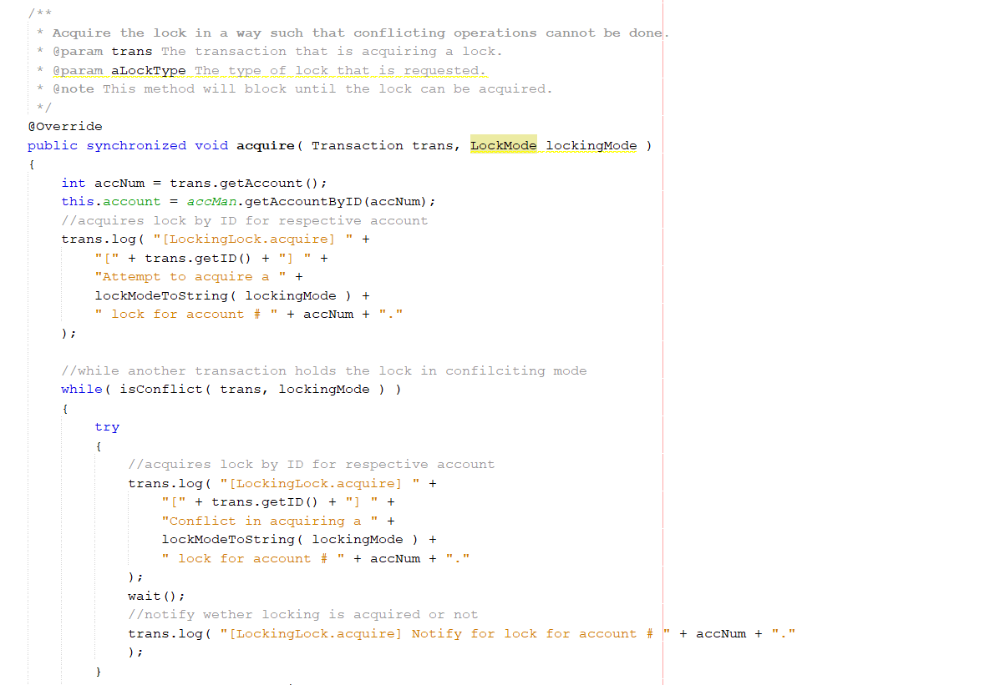 /**
* Acquire the lock in a way such that conflicting operations cannot be done.
* @param trans The transaction that is acquiring a lock.
* @param aLockType The type of lock that is requested.
* @note This method will block until the lock can be acquired.
*/
@Override
public synchronized void acquire( Transaction trans, LockMode lockingMode )
{
int accNum = trans.getAccount();
this.account = accMan.getAccountByID(accNum);
//acquires lock by ID for respective account
trans.log( "[LockingLock.acquire] " +
"[" + trans.getID() + "] " +
"Attempt to acquire a " +
lockModeToString( lockingMode ) +
" lock for account # " + accNum + "."
);
//while another transaction holds the lock in confilciting mode
while( isConflict( trans, lockingMode ) )
{
try
{
//acquires lock by ID for respective account
trans.log( "[LockingLock.acquire] " +
"[" + trans.getID() + "] " +
"Conflict in acquiring a " +
lockModeToString( lockingMode ) +
" lock for account # " + accNum + "."
);
wait();
//notify wether locking is acquired or not
trans.log( "[LockingLock.acquire] Notify for lock for account # " + accNum + "."
);
}